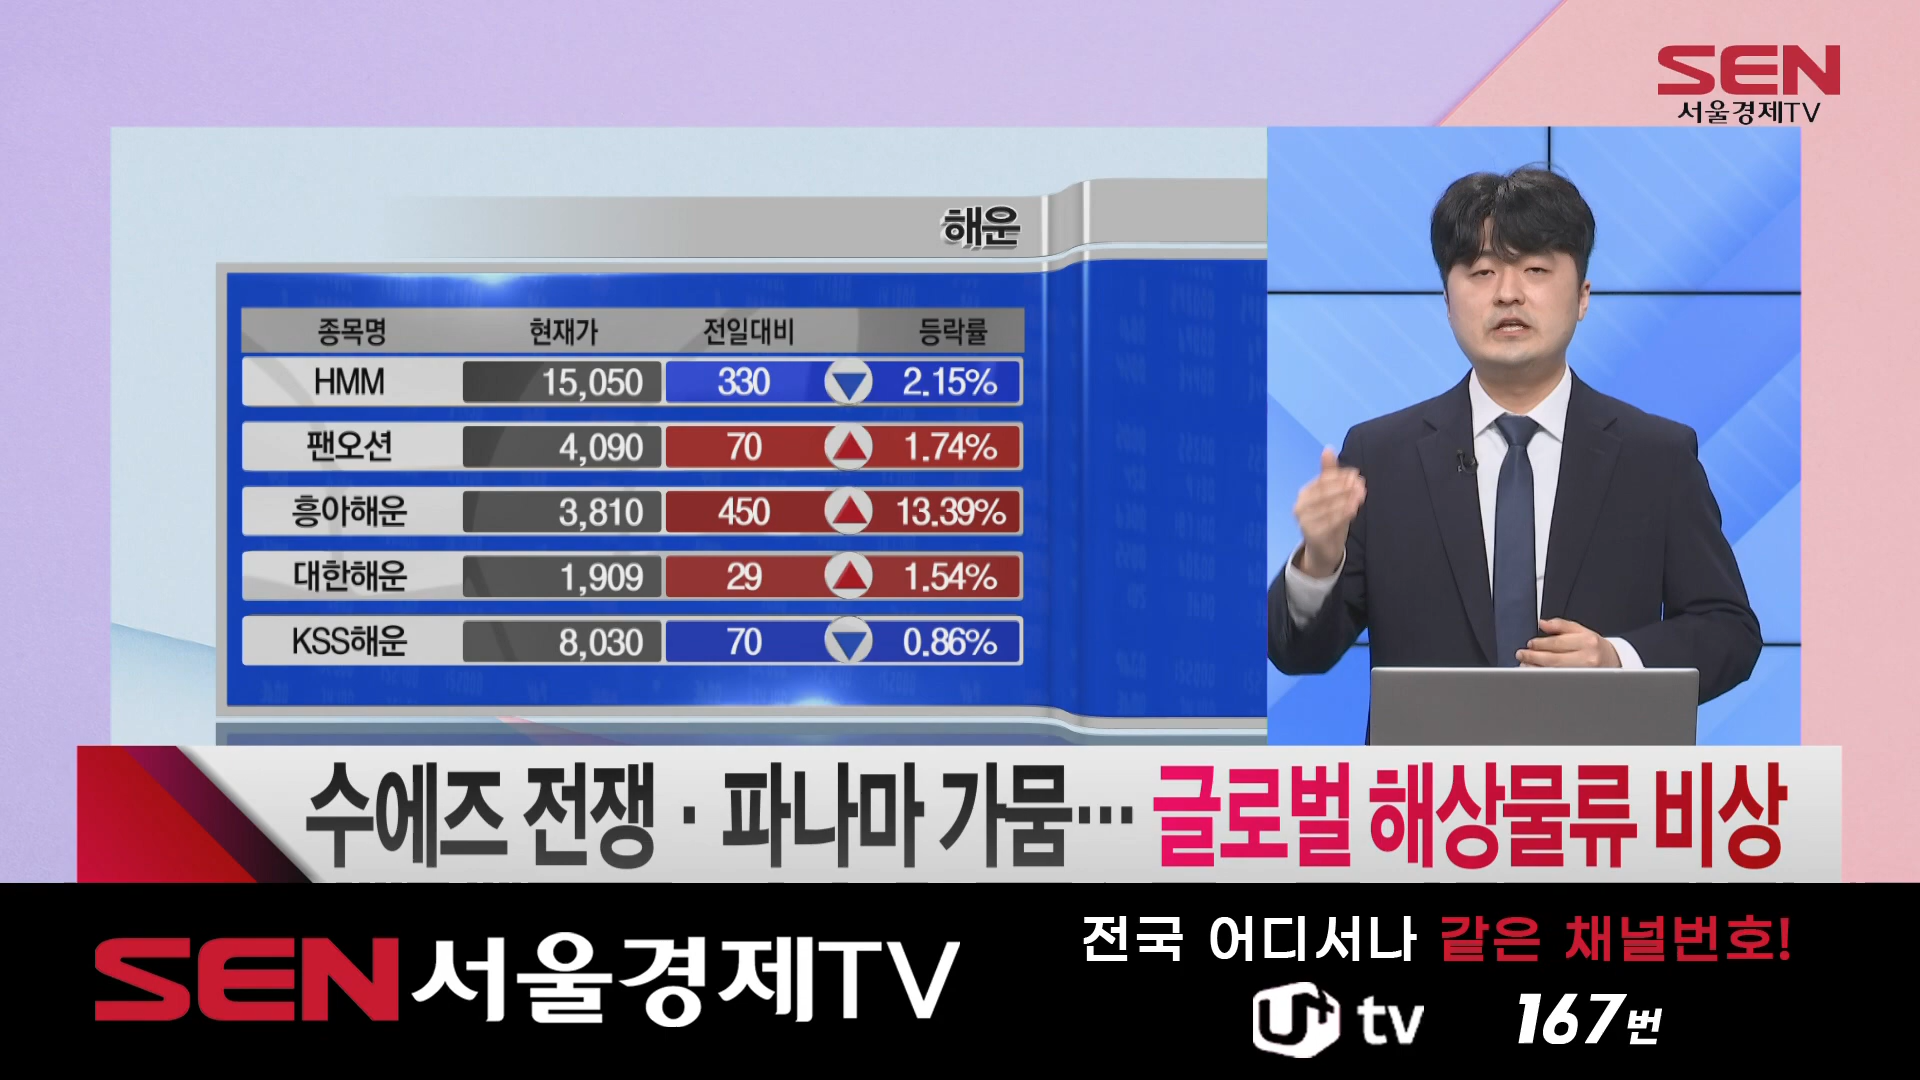 SEN
서울경제TV
해운
종목명 현재가 전일대비 등락률
HMM 15,050 330 ▼ 2.15%
팬오션 4,090 70 ▲ 1.74%
흥아해운 3,810 450 ▲ 13.39%
대한해운 1,909 29 ▲ 1.54%
KSS해운 8,030 70 ▼ 0.86%
수에즈 전쟁·파나마 가뭄… 글로벌 해상물류 비상
SEN 서울경제TV
전국 어디서나 같은 채널번호!
U+ tv 167번